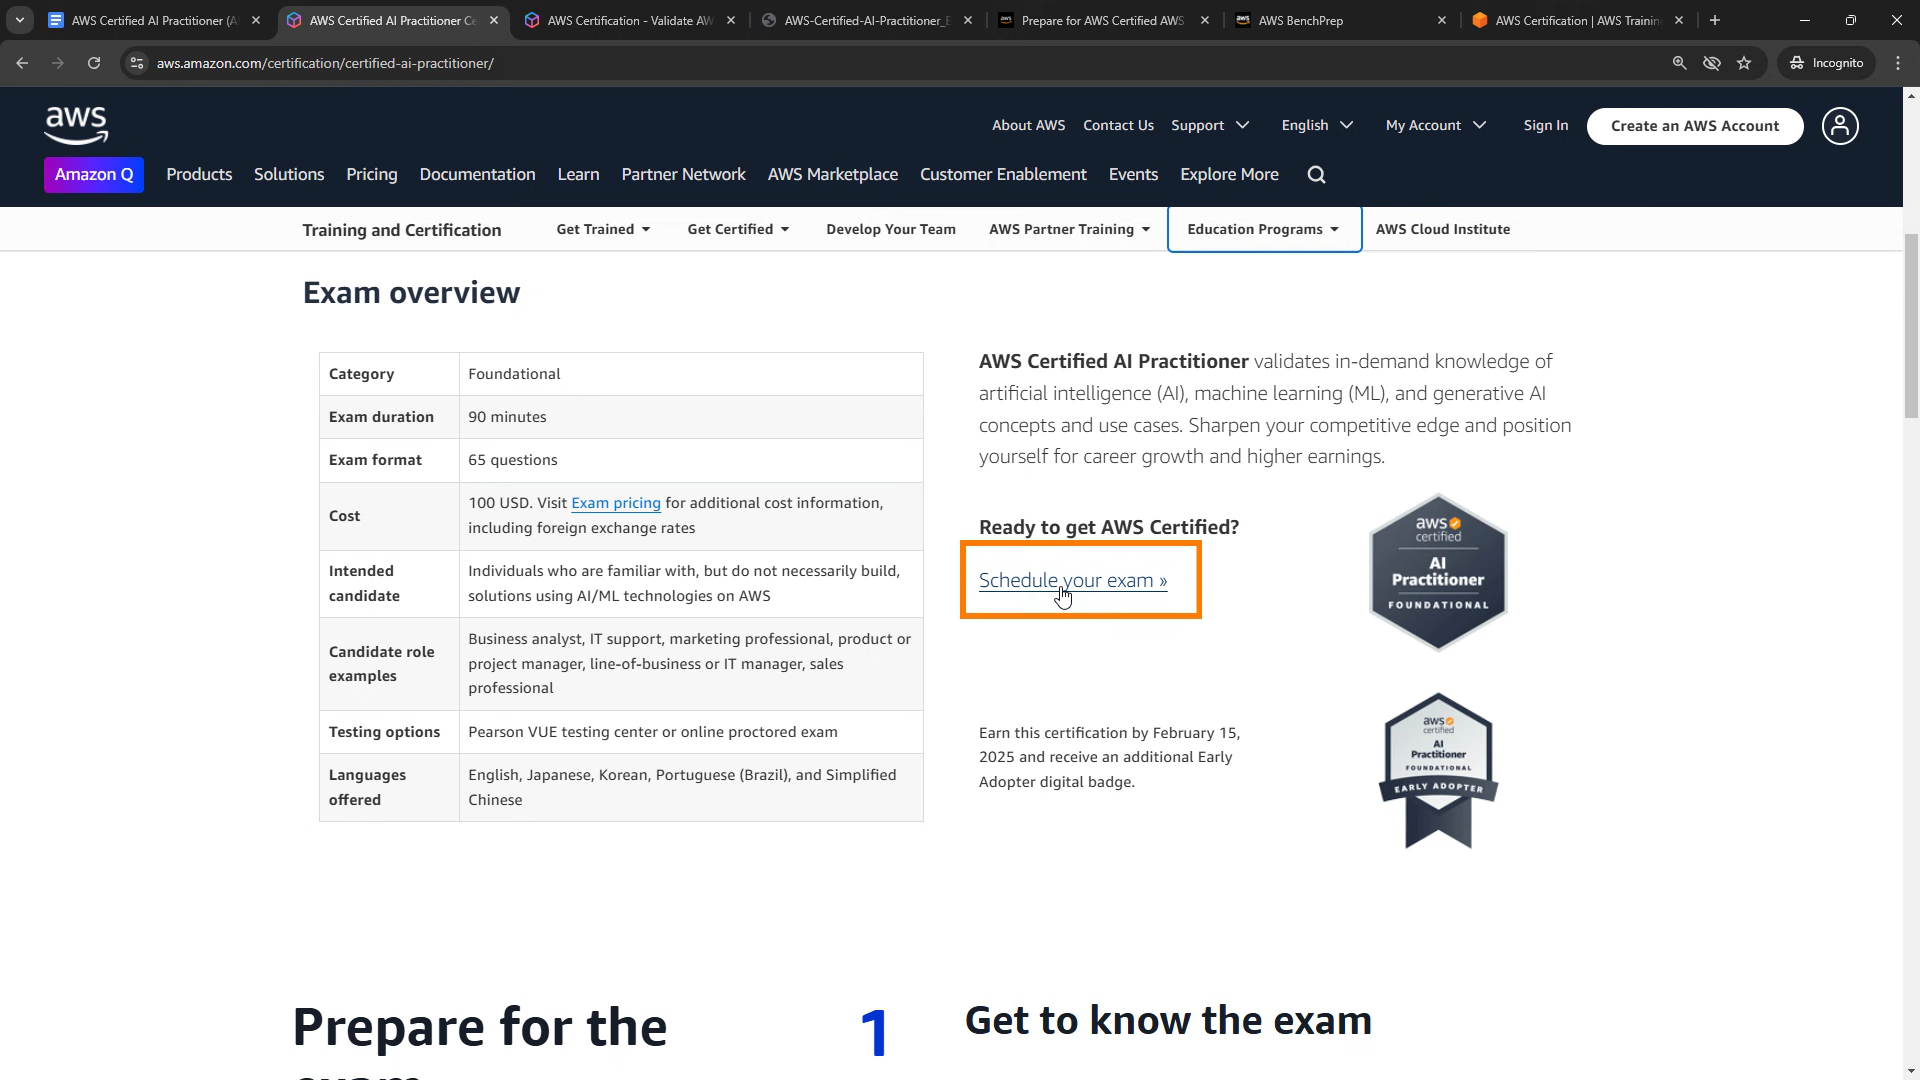 AWS Certified AI Practitioner (A
AWS Certified AI Practitioner Ce
AWS Certification - Validate AW
AWS-Certified-AI-Practitioner_E
Prepare for AWS Certified AWS
AWS BenchPrep
AWS Certification | AWS Trainin
aws.amazon.com/certification/certified-ai-practitioner/
Incognito
aws
About AWS
Contact Us
Support
English
My Account
Sign In
Create an AWS Account
Amazon Q
Products
Solutions
Pricing
Documentation
Learn
Partner Network
AWS Marketplace
Customer Enablement
Events
Explore More
Training and Certification
Get Trained
Get Certified
Develop Your Team
AWS Partner Training
Education Programs
AWS Cloud Institute
Exam overview
Category
Foundational
Exam duration
90 minutes
Exam format
65 questions
Cost
100 USD. Visit Exam pricing for additional cost information,
including foreign exchange rates
Intended
candidate
Individuals who are familiar with, but do not necessarily build,
solutions using AI/ML technologies on AWS
Candidate role
examples
Business analyst, IT support, marketing professional, product or
project manager, line-of-business or IT manager, sales
professional
Testing options
Pearson VUE testing center or online proctored exam
Languages
offered
English, Japanese, Korean, Portuguese (Brazil), and Simplified
Chinese
AWS Certified AI Practitioner validates in-demand knowledge of
artificial intelligence (AI), machine learning (ML), and generative AI
concepts and use cases. Sharpen your competitive edge and position
yourself for career growth and higher earnings.
Ready to get AWS Certified?
Schedule your exam »
aws
certified
AI
Practitioner
FOUNDATIONAL
Earn this certification by February 15,
2025 and receive an additional Early
Adopter digital badge.
aws
certified
AI
Practitioner
FOUNDATIONAL
EARLY ADOPTER
Prepare for the
exam
1
Get to know the exam